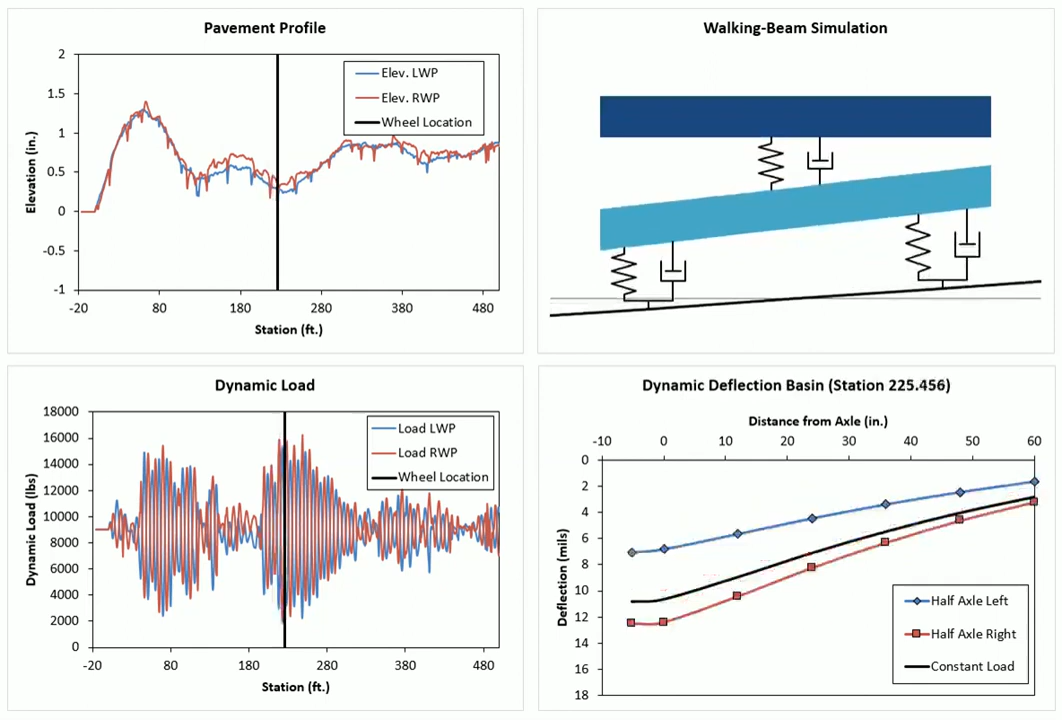 Pavement Profile
2
1.5
1
0.5
0
-0.5
-1
Elevation (in.)
Elev. LWP
Elev. RWP
Wheel Location
-20 80 180 280 380 480
Station (ft.)
Walking-Beam Simulation
Dynamic Load
18000
16000
14000
12000
10000
8000
6000
4000
2000
0
Dynamic Load (lbs)
Load LWP
Load RWP
Wheel Location
-20 80 180 280 380 480
Station (ft.)
Dynamic Deflection Basin (Station 225.456)
Distance from Axle (in.)
-10 0 10 20 30 40 50 60
0
2
4
6
8
10
12
14
16
18
Deflection (mils)
Half Axle Left
Half Axle Right
Constant Load